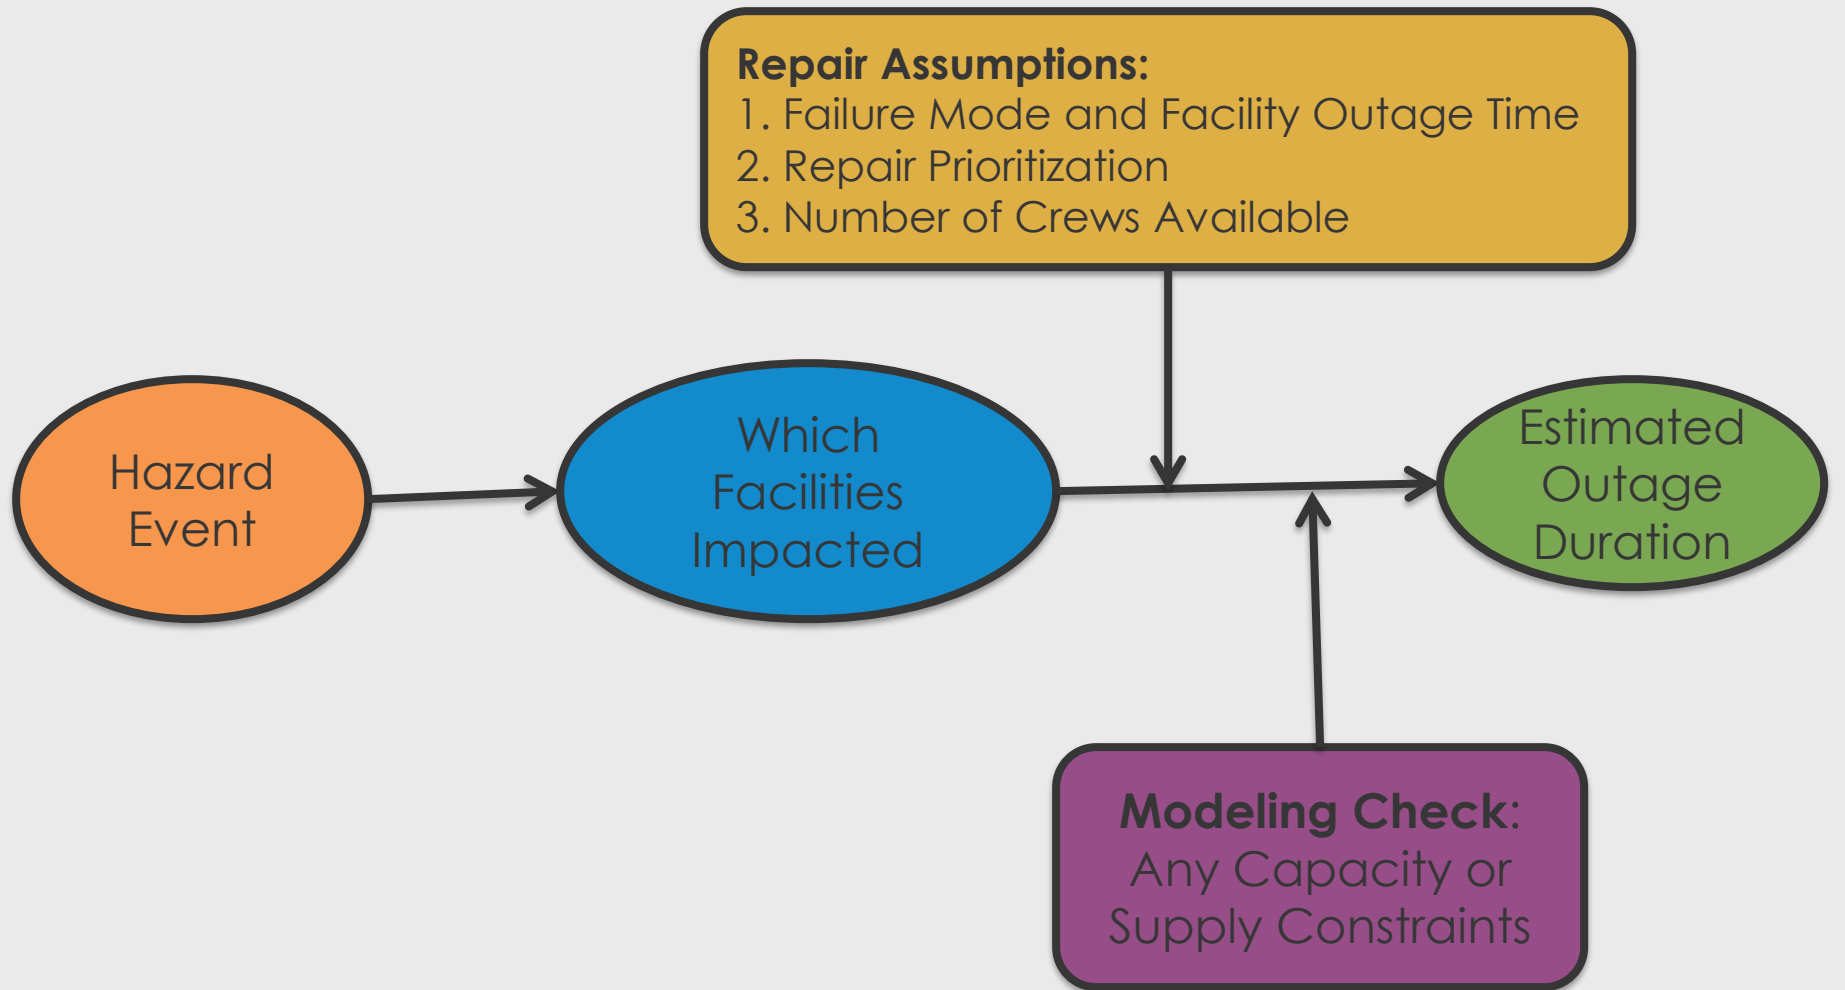 Repair Assumptions:
1. Failure Mode and Facility Outage Time
2. Repair Prioritization
3. Number of Crews Available
Hazard
Event
Which
Facilities
Impacted
Estimated
Outage
Duration
Modeling Check:
Any Capacity or
Supply Constraints